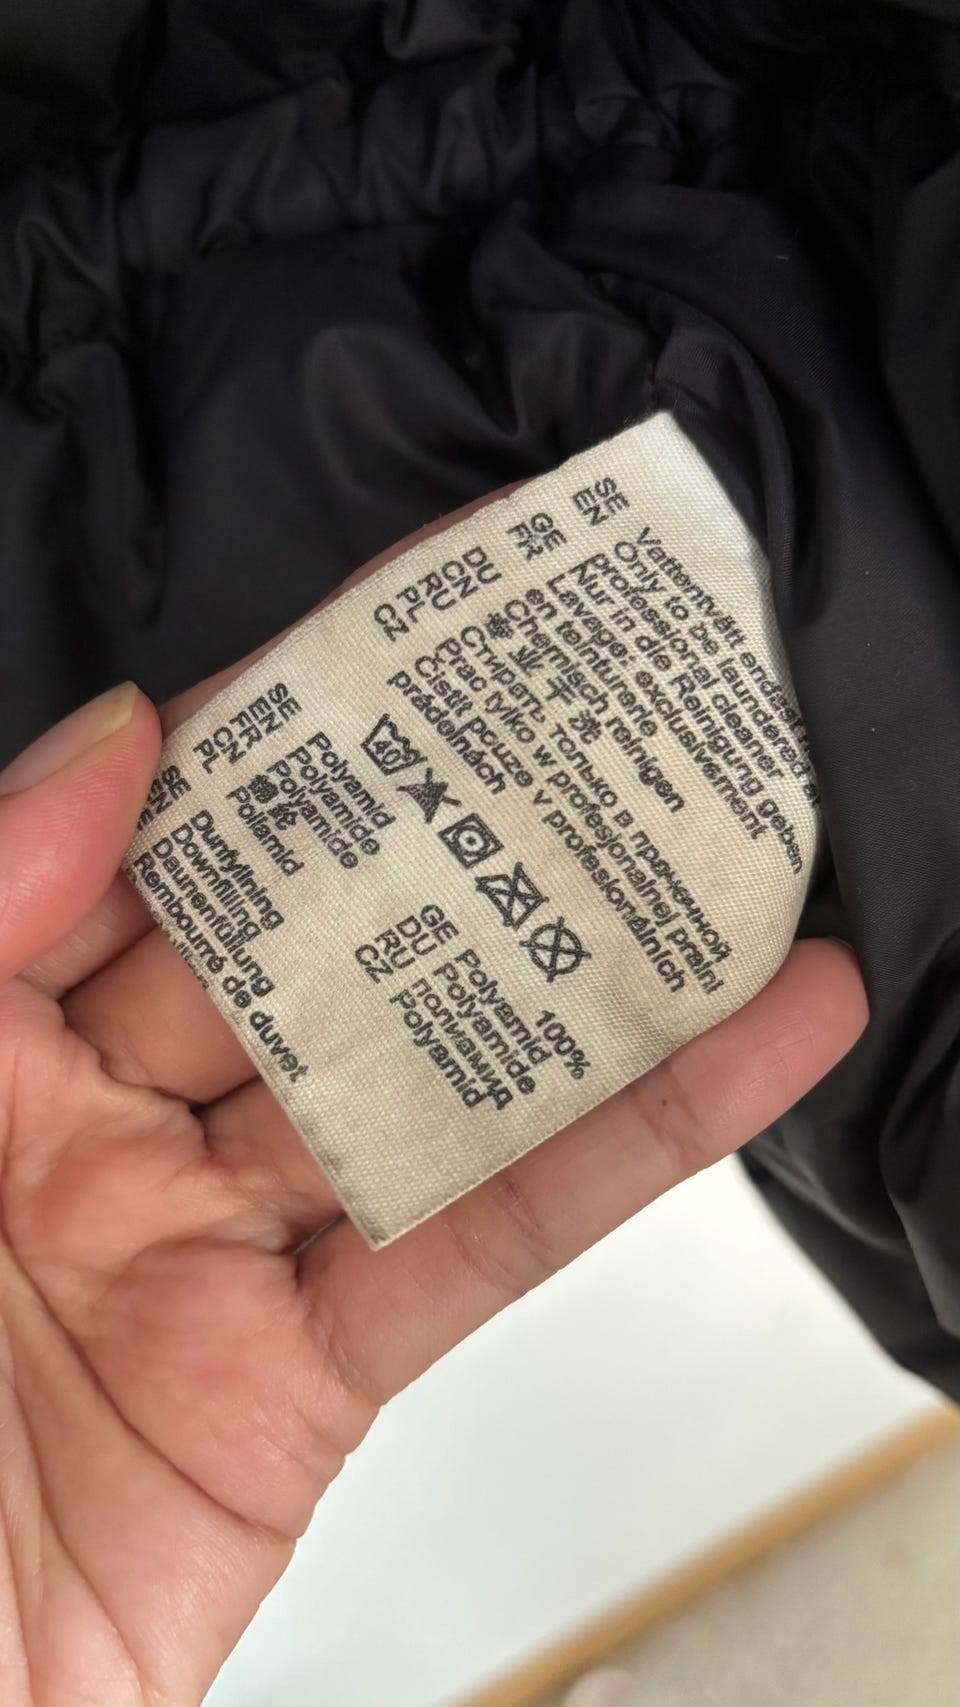 SE Vattentvätt endast
EN Only to be laundered
professional cleaner
GE Nur in die Reinigung geben
FR Lavage: exclusivement
en teinturerie
DU Chemisch reinigen
CN 专业干洗
RU Стирать только в прачечной
PL Prac tylko w profesjonalnej pralni
CZ Čistit pouze v profesionálních
prádelnách
40
100%
SE Polyamid
EN Polyamide
FR Polyamide
CN 锦纶
PL Poliamid
GE Polyamid
DU Polyamide
RU полиамид
CZ Polyamid
SE Dunfyllning
EN Downfilling
Daunenfüllung
Rembourré de duvet